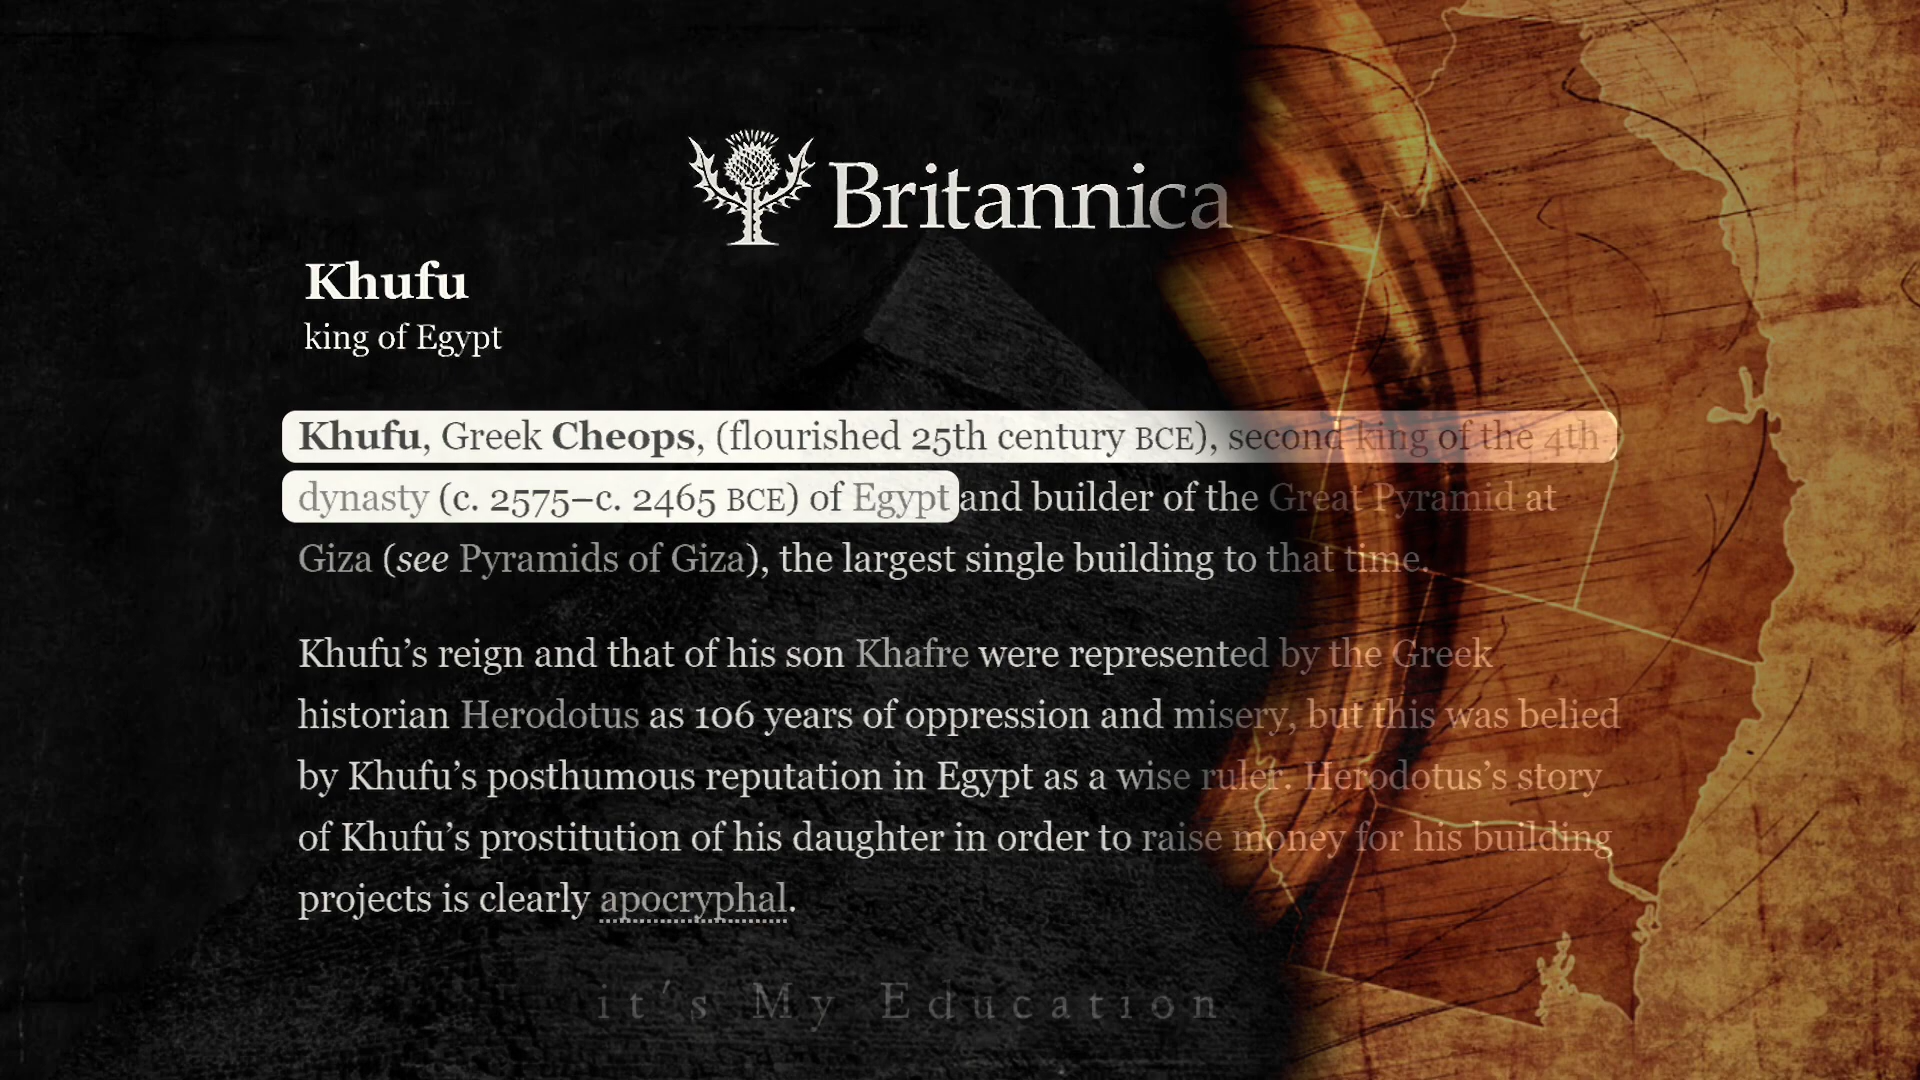 Britannica
Khufu
king of Egypt
Khufu, Greek Cheops, (flourished 25th century BCE), second king of the 4th
dynasty (c. 2575–c. 2465 BCE) of Egypt and builder of the Great Pyramid at
Giza (see Pyramids of Giza), the largest single building to that time.
Khufu’s reign and that of his son Khafre were represented by the Greek
historian Herodotus as 106 years of oppression and misery, but this was belied
by Khufu’s posthumous reputation in Egypt as a wise ruler. Herodotus’s story
of Khufu’s prostitution of his daughter in order to raise money for his building
projects is clearly apocryphal.
it's My Education